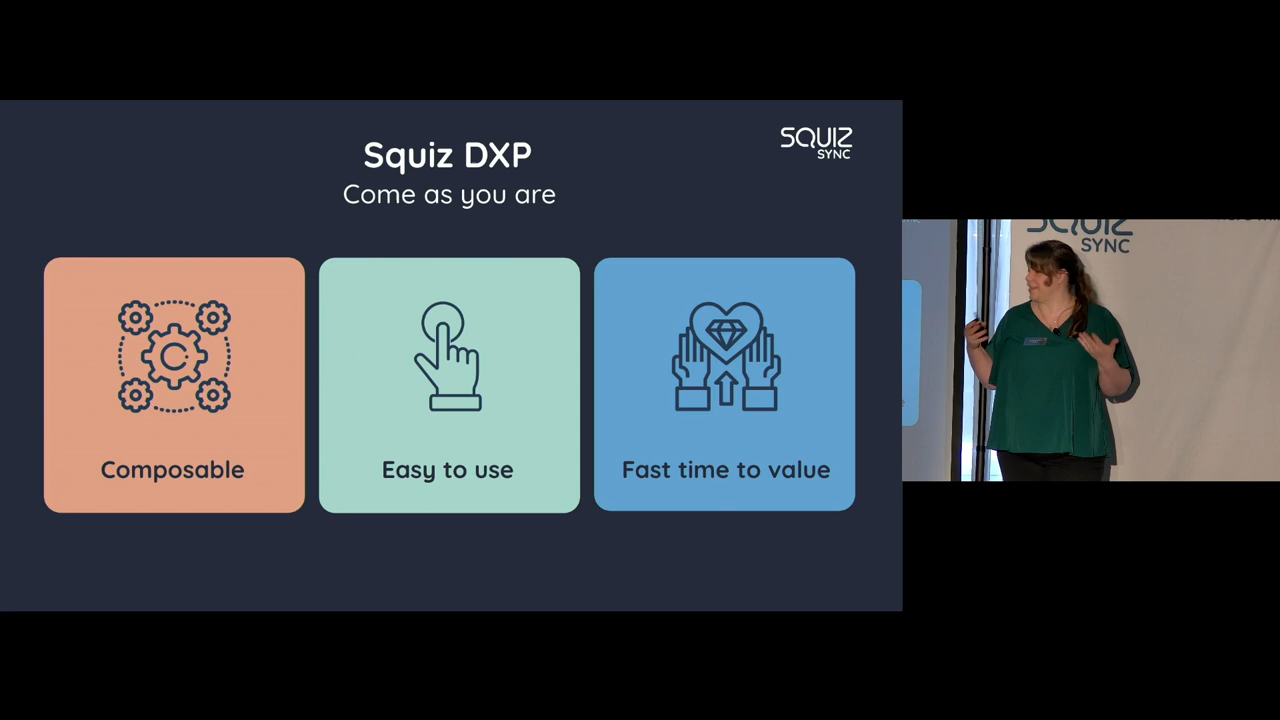 Squiz DXP
Come as you are
SQUIZ
SYNC
Composable
Easy to use
Fast time to value
SQUIZ
SYNC